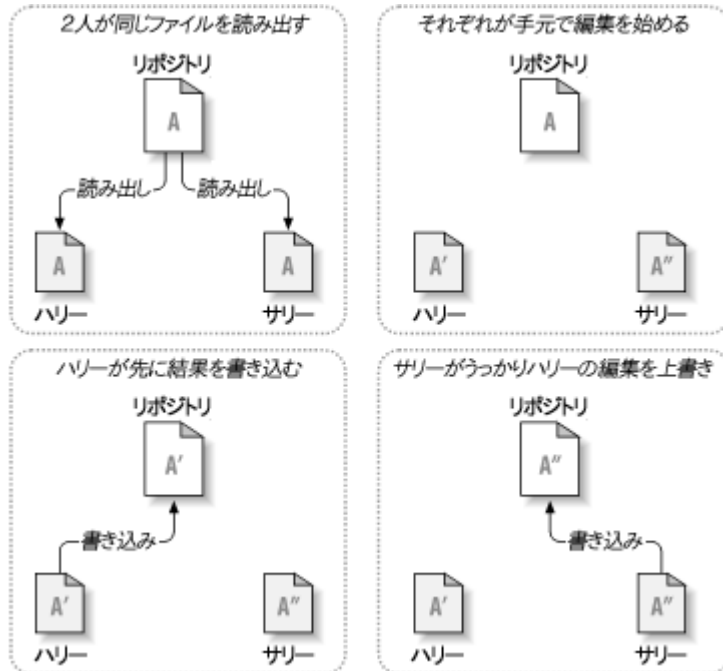 2人が同じファイルを読み出す
リポジトリ
A
読み出し
読み出し
A
A
ハリー
サリー
それぞれが手元で編集を始める
リポジトリ
A
A′
A″
ハリー
サリー
ハリーが先に結果を書き込む
リポジトリ
A′
書き込み
A′
A″
ハリー
サリー
サリーがうっかりハリーの編集を上書き
リポジトリ
A″
書き込み
A′
A″
ハリー
サリー